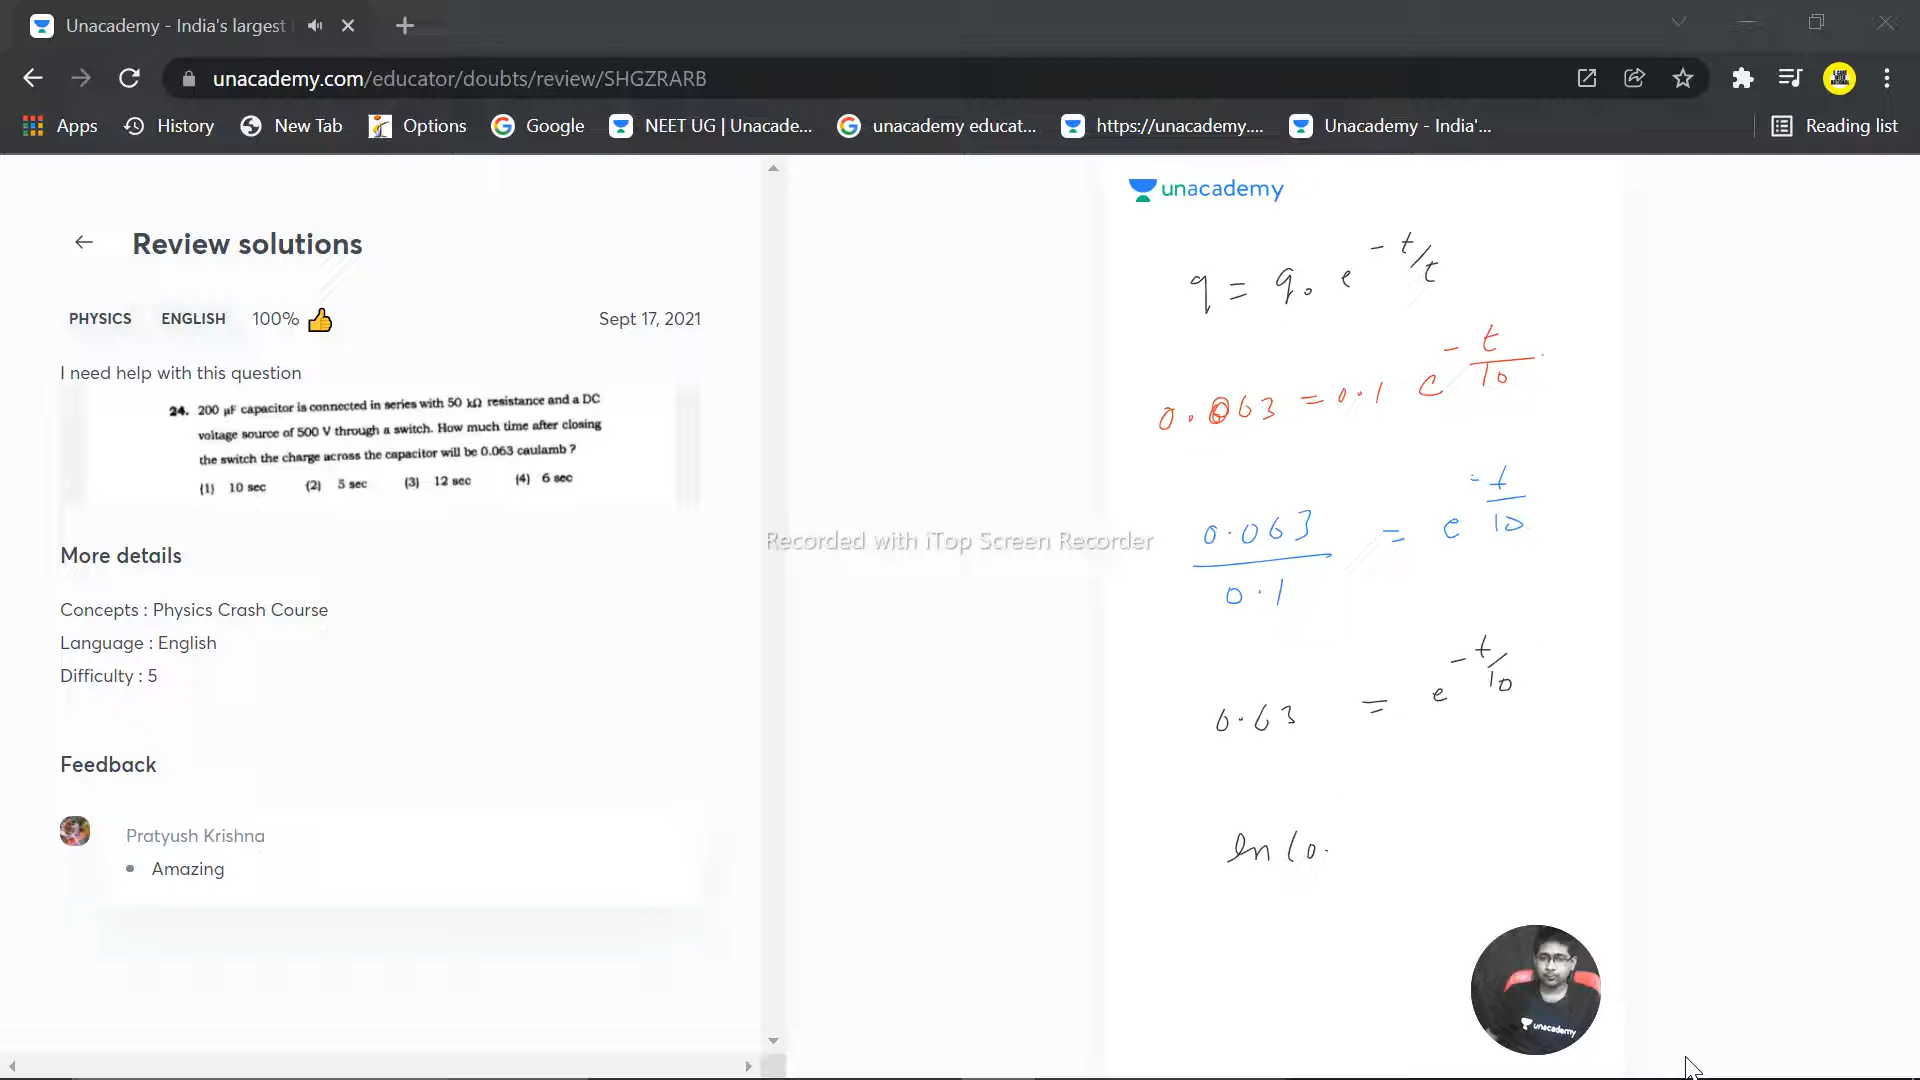 Unacademy - India's largest
unacademy.com/educator/doubts/review/SHGZRARB
Apps History New Tab Options Google NEET UG | Unacade... unacademy educat... https://unacademy.... Unacademy - India'... Reading list
Review solutions
PHYSICS ENGLISH 100% Sept 17, 2021
I need help with this question
24. 200 μF capacitor is connected in series with 50 kΩ resistance and a DC
voltage source of 500 V through a switch. How much time after closing
the switch the charge across the capacitor will be 0.063 caulamb ?
(1) 10 sec (2) 5 sec (3) 12 sec (4) 6 sec
More details
Concepts : Physics Crash Course
Language : English
Difficulty : 5
Feedback
Pratyush Krishna
• Amazing
unacademy
q = q₀ e^-t/τ
0.063 = 0.1 e^-t/10
0.063/0.1 = e^-t/10
0.63 = e^-t/10
ln (0.
Recorded with iTop Screen Recorder
unacademy